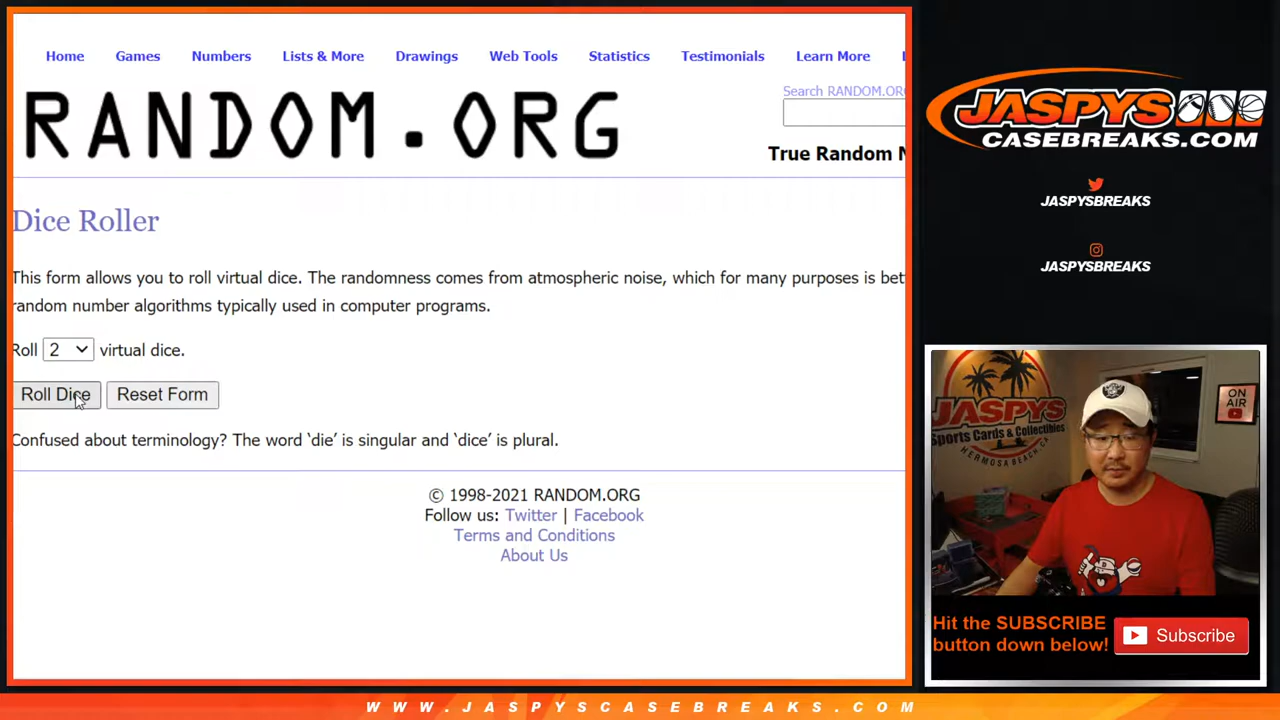 Home Games Numbers Lists & More Drawings Web Tools Statistics Testimonials Learn More
RANDOM.ORG
Search RANDOM.ORG
True Random N
Dice Roller
This form allows you to roll virtual dice. The randomness comes from atmospheric noise, which for many purposes is bet
random number algorithms typically used in computer programs.
Roll 2 virtual dice.
Roll Dice Reset Form
Confused about terminology? The word 'die' is singular and 'dice' is plural.
© 1998-2021 RANDOM.ORG
Follow us: Twitter | Facebook
Terms and Conditions
About Us
JASPYS
CASEBREAKS.COM
JASPYSBREAKS
JASPYSBREAKS
JASPYS
Sports Cards & Collectibles
HERMOSA BEACH, CA
ON
AIR
Hit the SUBSCRIBE
button down below!
Subscribe
WWW.JASPYSCASEBREAKS.COM